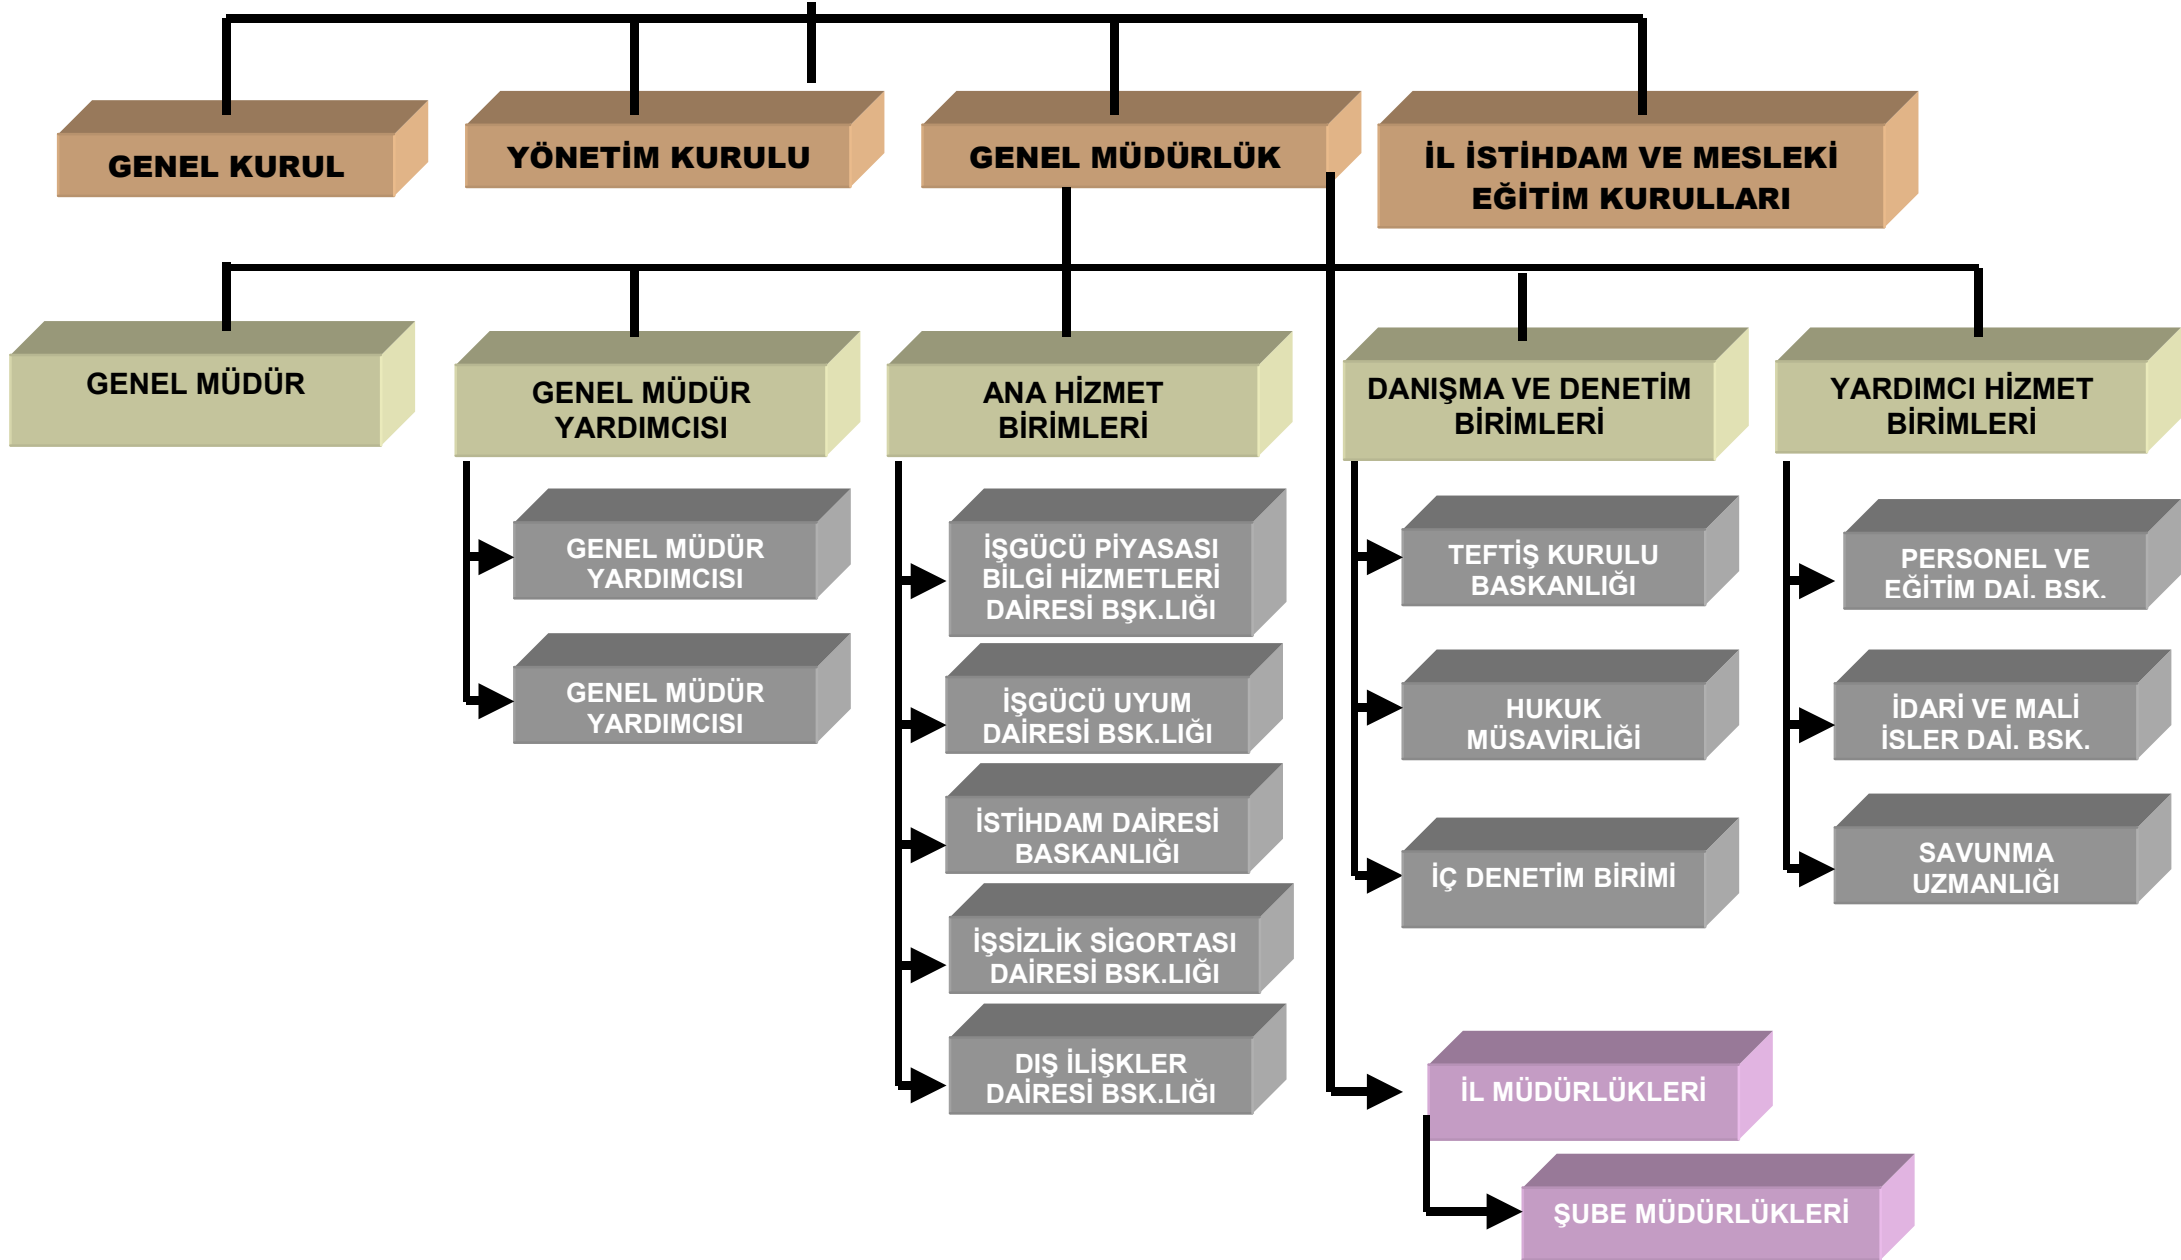 GENEL KURUL
YÖNETİM KURULU
GENEL MÜDÜRLÜK
İL İSTİHDAM VE MESLEKİ
EĞİTİM KURULLARI
GENEL MÜDÜR
GENEL MÜDÜR
YARDIMCISI
ANA HİZMET
BİRİMLERİ
DANIŞMA VE DENETİM
BİRİMLERİ
YARDIMCI HİZMET
BİRİMLERİ
GENEL MÜDÜR
YARDIMCISI
GENEL MÜDÜR
YARDIMCISI
İŞGÜCÜ PİYASASI
BİLGİ HİZMETLERİ
DAİRESİ BŞK.LIĞI
İŞGÜCÜ UYUM
DAİRESİ BSK.LIĞI
İSTİHDAM DAİRESİ
BASKANLIĞI
İŞSİZLİK SİGORTASI
DAİRESİ BSK.LIĞI
DIŞ İLİŞKLER
DAİRESİ BSK.LIĞI
TEFTİŞ KURULU
BASKANLIĞI
HUKUK
MÜSAVİRLİĞİ
İÇ DENETİM BİRİMİ
PERSONEL VE
EĞİTİM DAİ. BSK.
İDARİ VE MALİ
İSLER DAİ. BSK.
SAVUNMA
UZMANLIĞI
İL MÜDÜRLÜKLERİ
ŞUBE MÜDÜRLÜKLERİ